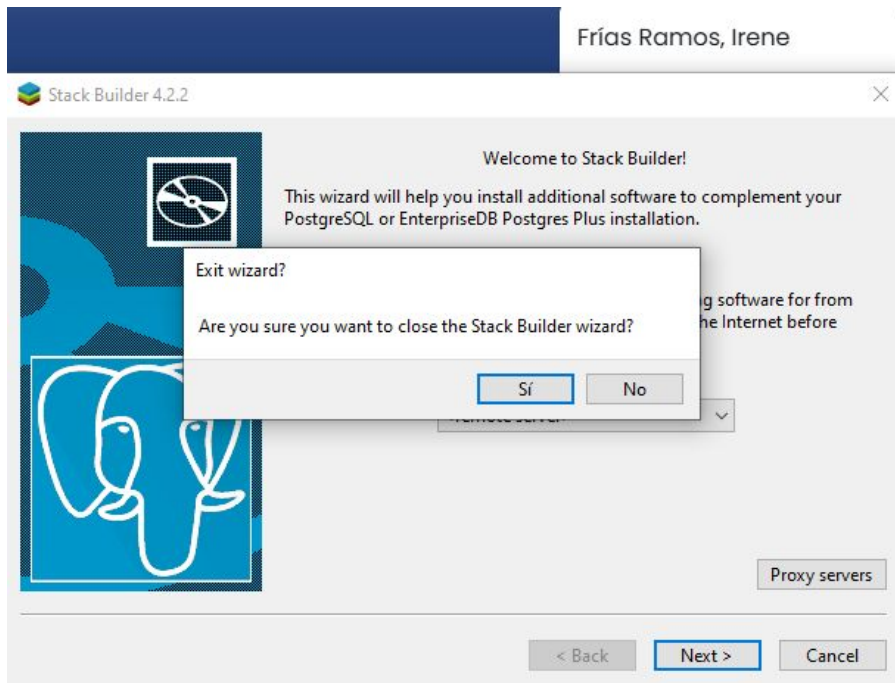 Frías Ramos, Irene
Stack Builder 4.2.2
Welcome to Stack Builder!
This wizard will help you install additional software to complement your
PostgreSQL or EnterpriseDB Postgres Plus installation.
Exit wizard?
g software for from
Are you sure you want to close the Stack Builder wizard?
he Internet before
Sí No
Proxy servers
< Back Next > Cancel